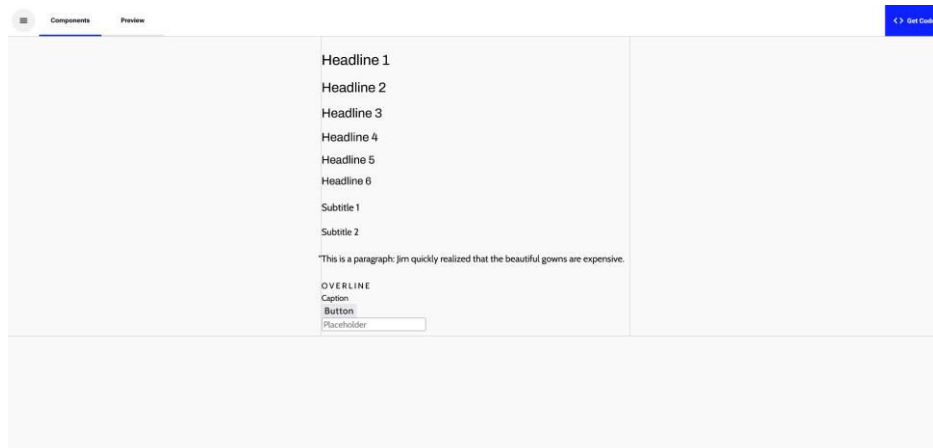 Components Preview < > Get Code
Headline 1
Headline 2
Headline 3
Headline 4
Headline 5
Headline 6
Subtitle 1
Subtitle 2
"This is a paragraph: Jim quickly realized that the beautiful gowns are expensive.
OVERLINE
Caption
Button
Placeholder